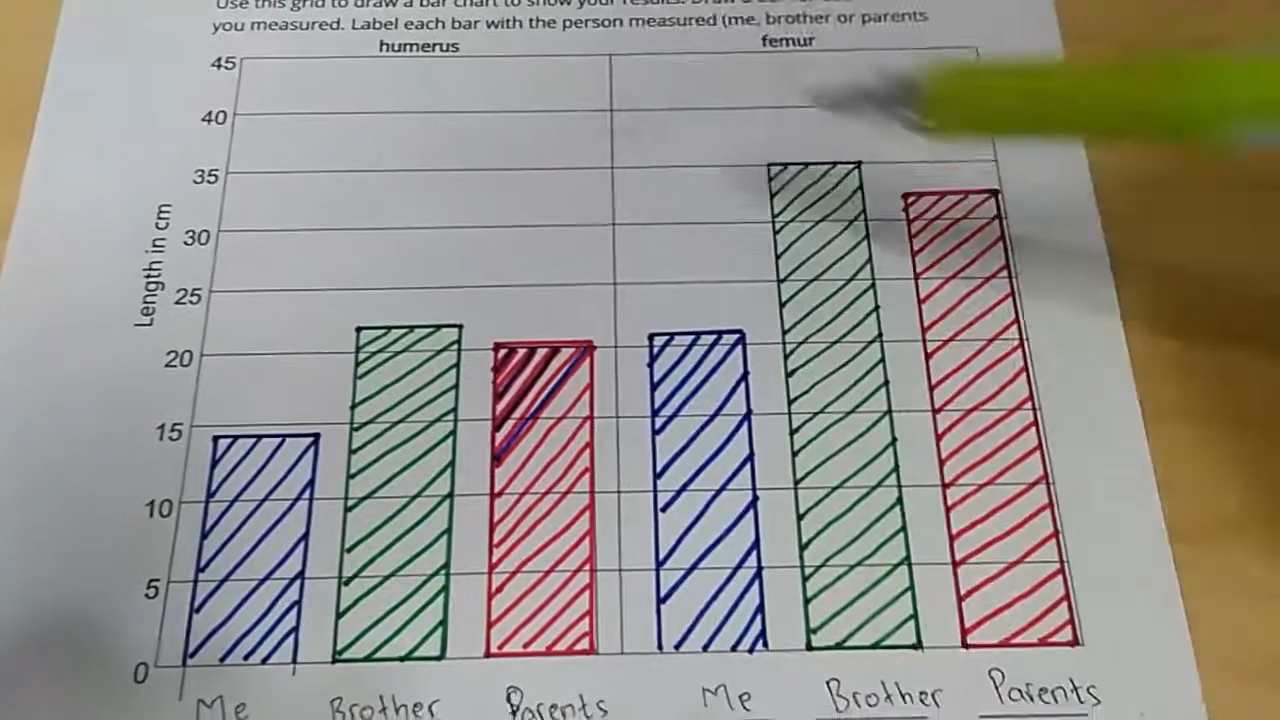 Use this grid to draw a bar chart to show your results. Draw a bar for
you measured. Label each bar with the person measured (me, brother or parents
humerus femur
45
40
35
30
25
20
15
10
5
0
Length in cm
Me Brother Parents Me Brother Parents